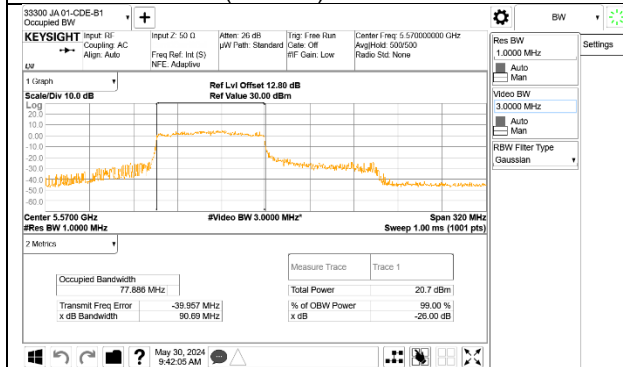 33300 JA 01-CDE-B1
Occupied BW
BW
Settings
KEYSIGHT
Input: RF
Coupling: AC
Align: Auto
Input Z: 50 Ω
Freq Ref: Int (S)
NFE: Adaptive
Atten: 26 dB
µW Path: Standard
Trig: Free Run
Gate: Off
#IF Gain: Low
Center Freq: 5.570000000 GHz
Avg|Hold: 500/500
Radio Std: None
Res BW
1.0000 MHz
Auto
Man
Video BW
3.0000 MHz
Auto
Man
RBW Filter Type
Gaussian
1 Graph
Scale/Div 10.0 dB
Ref Lvl Offset 12.80 dB
Ref Value 30.00 dBm
Log
20.0
10.0
0.00
-10.0
-20.0
-30.0
-40.0
-50.0
-60.0
Center 5.5700 GHz
#Video BW 3.0000 MHz*
Span 320 MHz
#Res BW 1.0000 MHz
Sweep 1.00 ms (1001 pts)
2 Metrics
Measure Trace
Trace 1
Occupied Bandwidth
77.886 MHz
Total Power
20.7 dBm
Transmit Freq Error
-39.957 MHz
% of OBW Power
99.00 %
x dB Bandwidth
90.69 MHz
x dB
-26.00 dB
?
May 30, 2024
9:42:05 AM